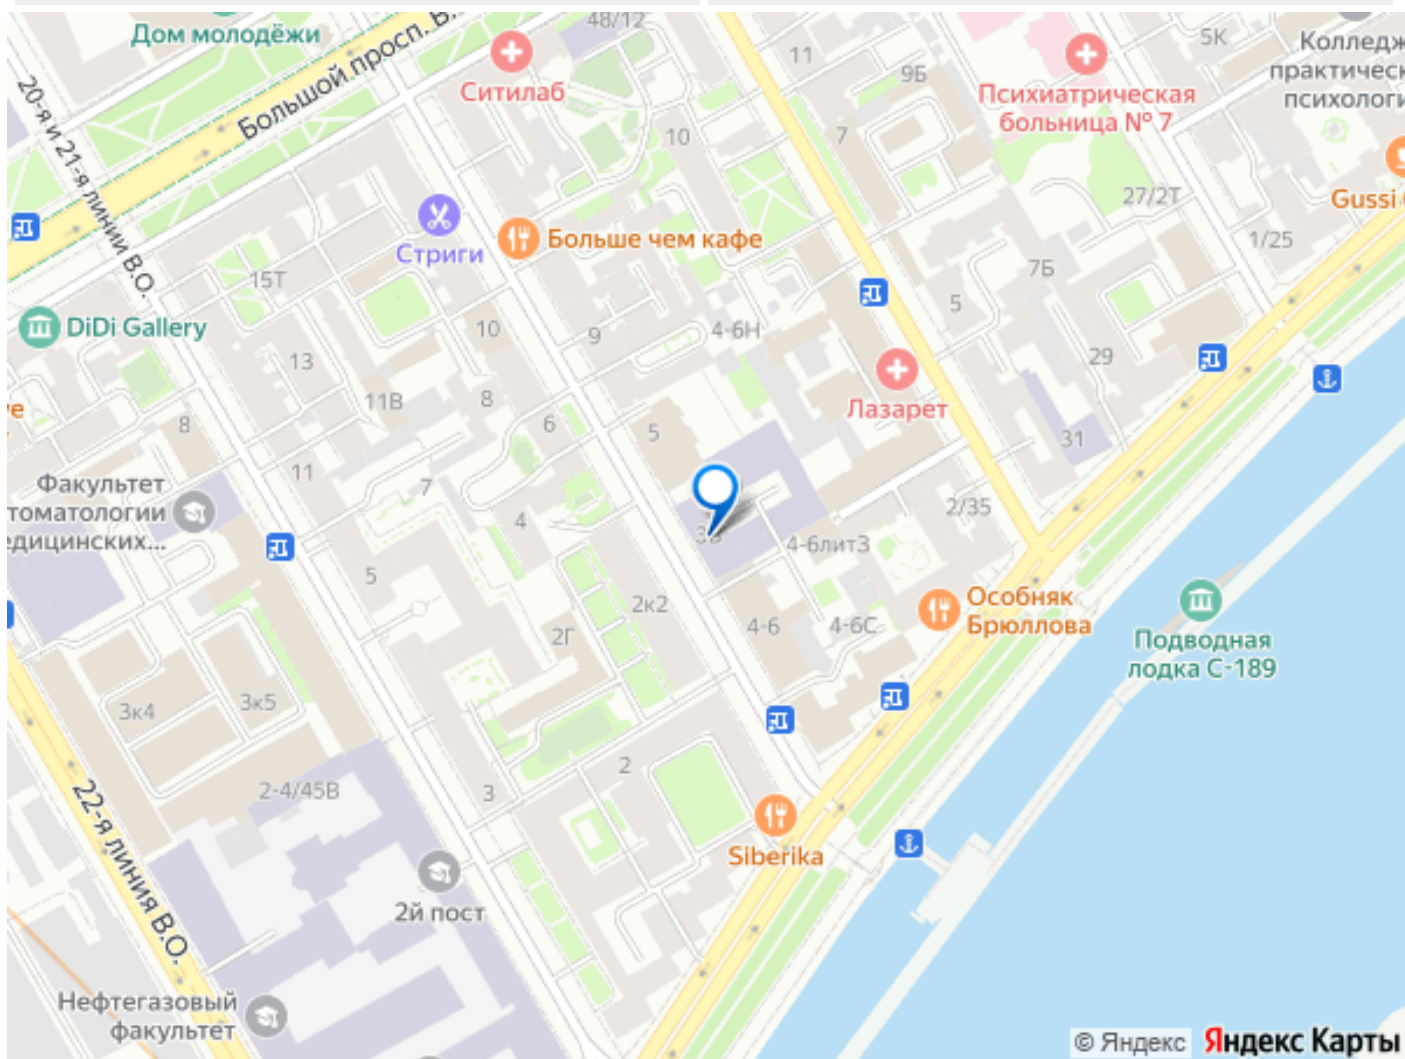 Дом молодёжи
48/12
11
5К
Колледж
практическ
психологи
9Б
Ситилаб
Большой просп. В.
Психиатрическая
больница № 7
10
7
20-я и 21-я линии В.О.
27/2Т
Gussi
Стриги
Больше чем кафе
1/25
15Т
7Б
5
DiDi Gallery
10
9
4-6Н
29
13
Лазарет
е
11В
8
6
8
5
31
11
Факультет
томатологии
едицинских...
7
2/35
4
4-6лит3
5
2к2
Особняк
Брюллова
4-6
4-6С
2Г
Подводная
лодка С-189
3к4
3к5
2
2-4/45В
3
22-я линия В.О.
Siberika
2й пост
Нефтегазовый
факультет
© Яндекс Яндекс Карты